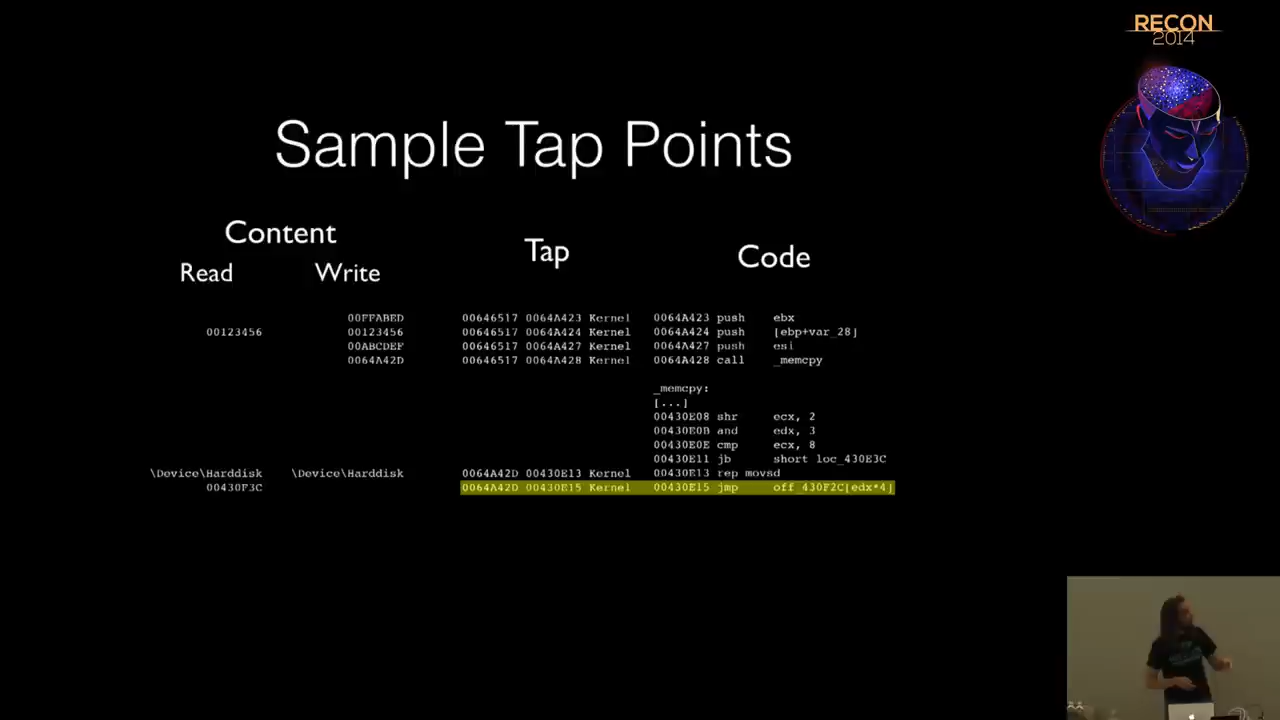 RECON
2014
Sample Tap Points
Content
Read Write
Tap
Code
00FFABED 00646517 0064A423 Kernel 0064A423 push ebx
00123456 00123456 00646517 0064A424 Kernel 0064A424 push [ebp+var_28]
00ABCDEF 00646517 0064A427 Kernel 0064A427 push esi
0064A42D 00646517 0064A428 Kernel 0064A428 call _memcpy
_memcpy:
[...]
00430E08 shr ecx, 2
00430E0B and edx, 3
00430E0E cmp ecx, 8
00430E11 jb short loc_430E3C
\Device\Harddisk \Device\Harddisk 0064A42D 00430E13 Kernel 00430E13 rep movsd
00430F3C 0064A42D 00430E15 Kernel 00430E15 jmp off_430F2C[edx*4]